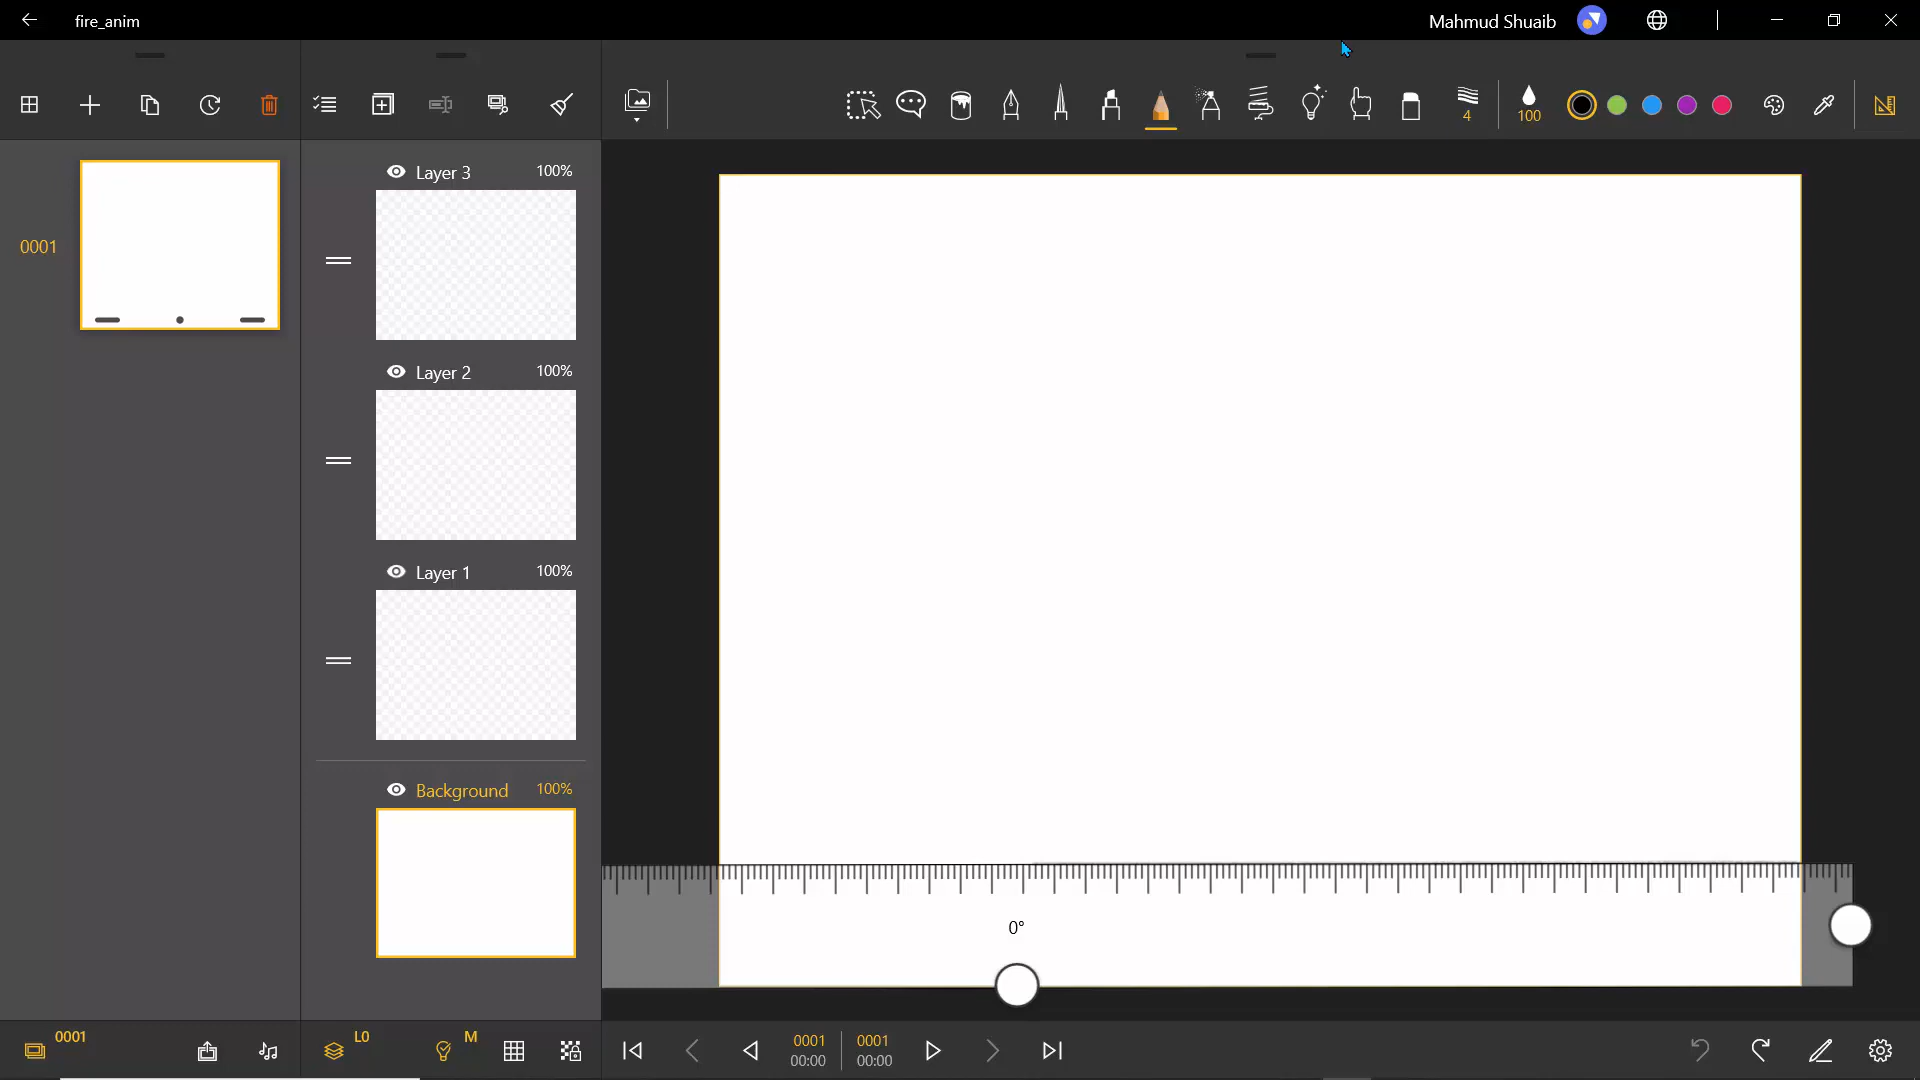 fire_anim
Mahmud Shuaib
4
100
0001
Layer 3
100%
Layer 2
100%
Layer 1
100%
Background
100%
0°
0001
L0
M
0001
00:00
0001
00:00